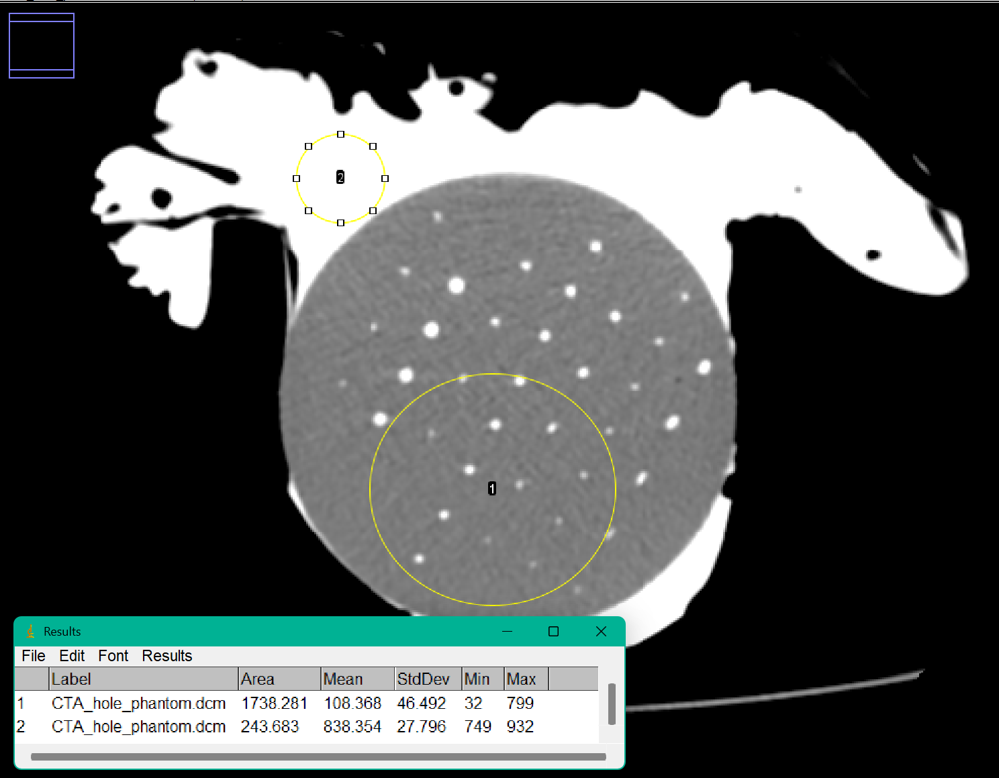 2
1
Results
File Edit Font Results
Label Area Mean StdDev Min Max
1 CTA_hole_phantom.dcm 1738.281 108.368 46.492 32 799
2 CTA_hole_phantom.dcm 243.683 838.354 27.796 749 932